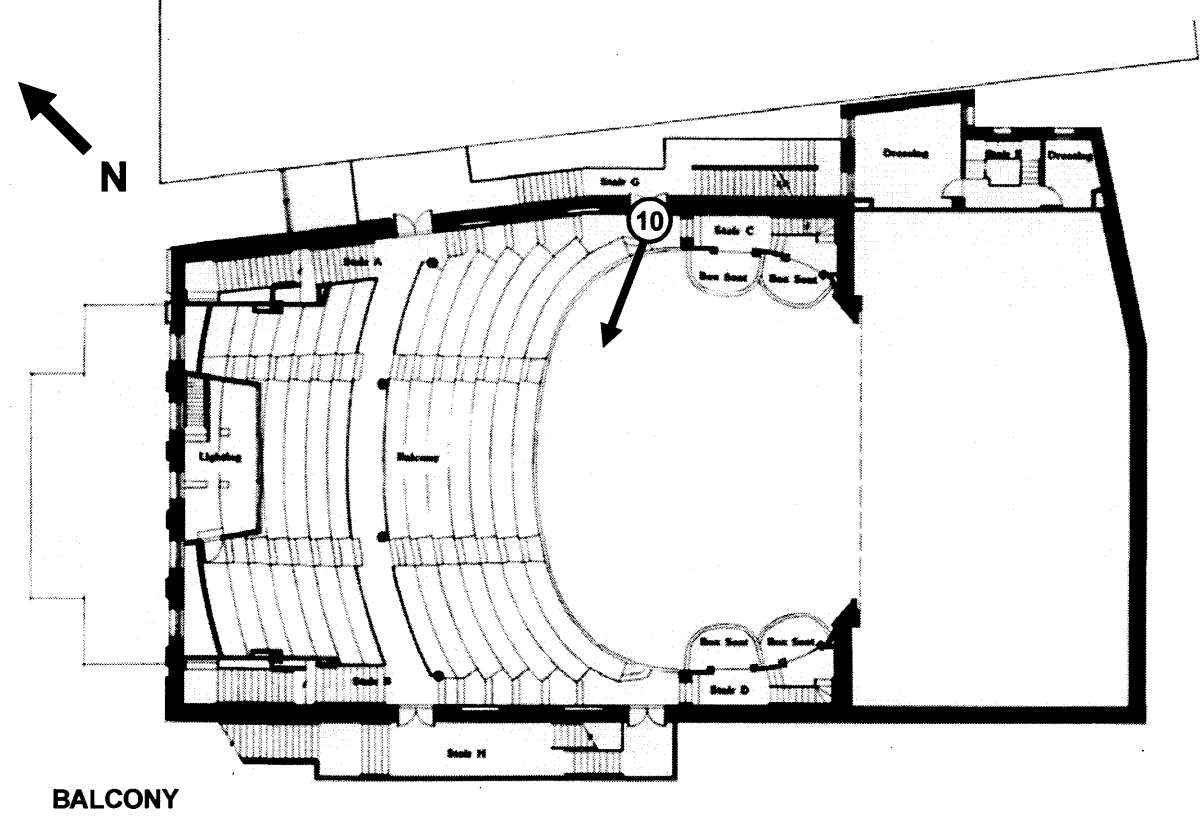 N
Dressing
Stair E
Dressing
Stair G
10
Stair C
Stair A
Box Seat
Box Seat
Lighting
Balcony
Box Seat
Box Seat
Stair B
Stair D
Stair H
BALCONY